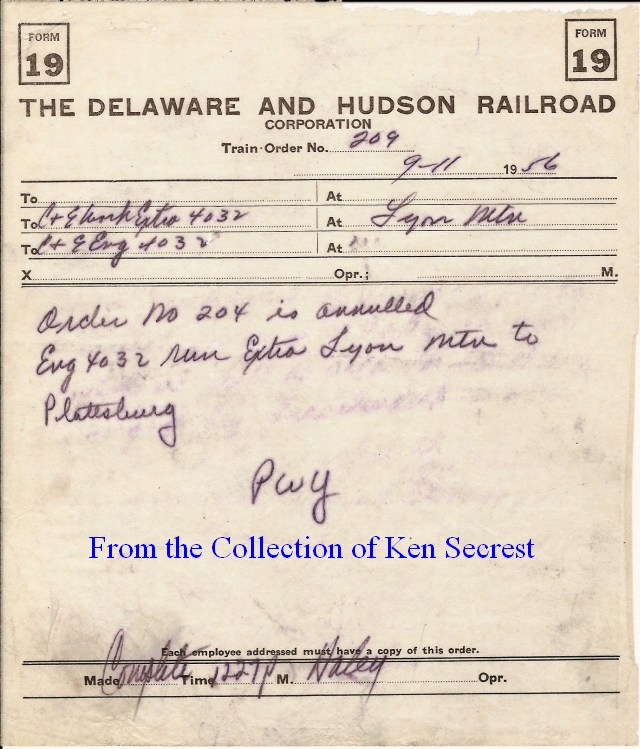 FORM 19 FORM 19
THE DELAWARE AND HUDSON RAILROAD
CORPORATION
Train Order No. 209
9-11 1956
To At
To C+E Work Extra 4032 At Lyon Mtn
To C+E Eng 4032 At
X Opr.; M.
Order No 204 is annulled
Eng 4032 run Extra Lyon Mtn to
Plattsburg
PWY
From the Collection of Ken Secrest
Each employee addressed must have a copy of this order.
Made Complete Time 1227P M. Haley Opr.